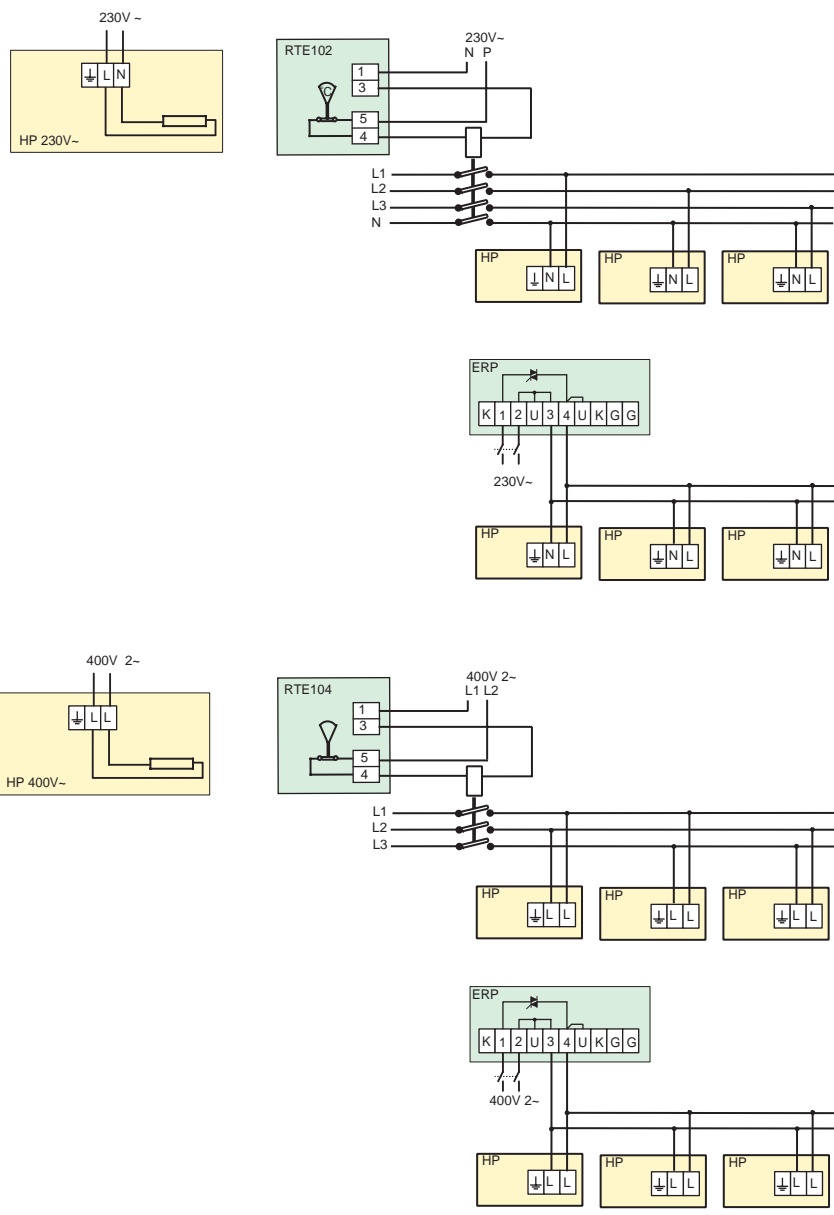 230V ~
L N
HP 230V~
RTE102
°C
1
3
5
4
230V~
N P
L1
L2
L3
N
HP
N L
HP
N L
HP
N L
ERP
K 1 2 U 3 4 U K G G
230V~
HP
N L
HP
N L
HP
N L
400V 2~
L L
HP 400V~
RTE104
1
3
5
4
400V 2~
L1 L2
L1
L2
L3
HP
L L
HP
L L
HP
L L
ERP
K 1 2 U 3 4 U K G G
400V 2~
HP
L L
HP
L L
HP
L L